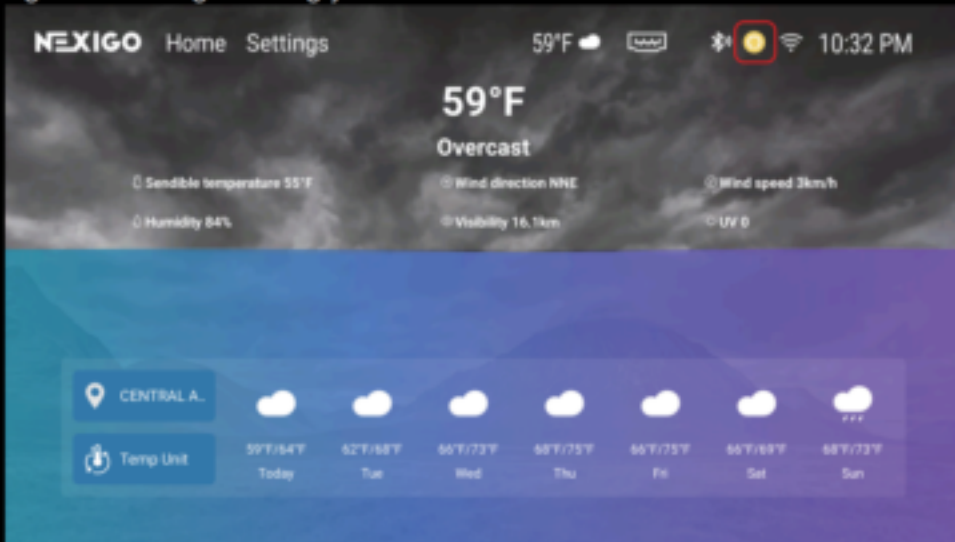 NEXIGO Home Settings 59°F 10:32 PM
59°F
Overcast
Sendible temperature 55°F Wind direction NNE Wind speed 3km/h
Humidity 84% Visibility 16.1km UV 0
CENTRAL A..
Temp Unit
59°F/64°F 62°F/68°F 66°F/73°F 68°F/75°F 66°F/75°F 66°F/69°F 68°F/73°F
Today Tue Wed Thu Fri Sat Sun